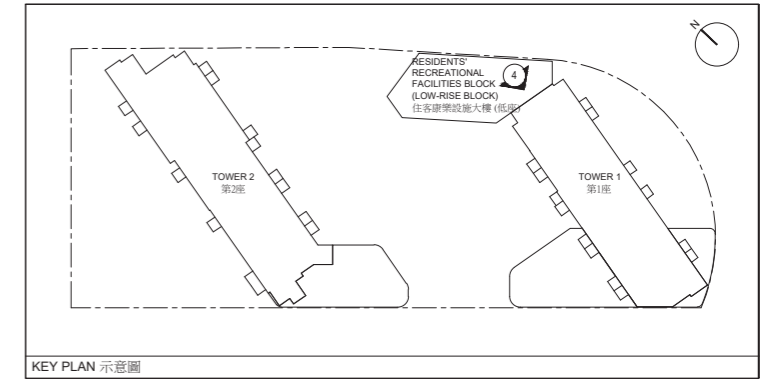 N
RESIDENTS'
RECREATIONAL
FACILITIES BLOCK
(LOW-RISE BLOCK)
住客康樂設施大樓 (低座)
4
TOWER 2
第2座
TOWER 1
第1座
KEY PLAN 示意圖